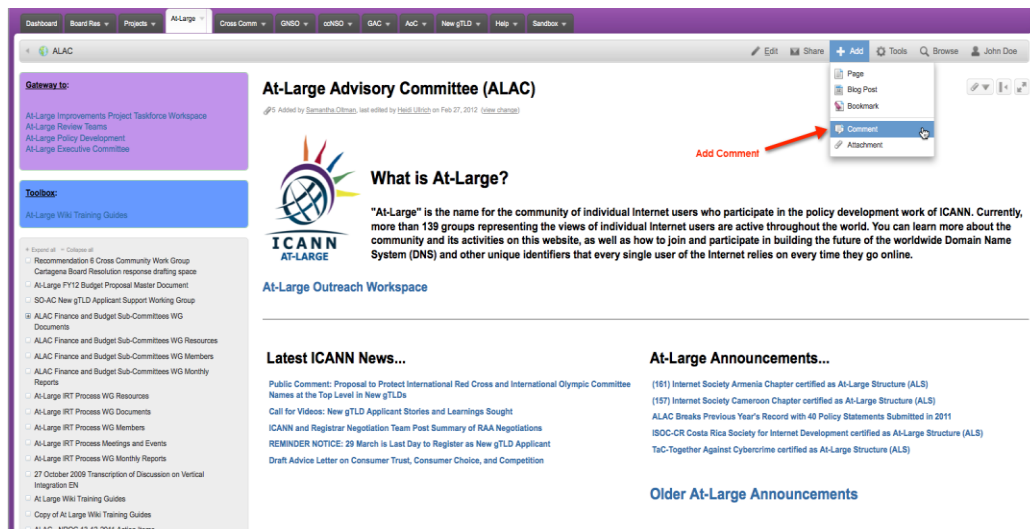 Dashboard Board Res Projects At-Large Cross Comm GNSO ccNSO GAC AoC New gTLD Help Sandbox
ALAC
Edit Share Add Tools Browse John Doe
Page
Blog Post
Bookmark
Comment
Attachment
Add Comment
Gateway to:
At-Large Improvements Project Taskforce Workspace
At-Large Review Teams
At-Large Policy Development
At-Large Executive Committee
Toolbox:
At-Large Wiki Training Guides
Expand all Collapse all
Recommendation 6 Cross Community Work Group
Cartagena Board Resolution response drafting space
At-Large FY12 Budget Proposal Master Document
SO-AC New gTLD Applicant Support Working Group
ALAC Finance and Budget Sub-Committees WG
Documents
ALAC Finance and Budget Sub-Committees WG Resources
ALAC Finance and Budget Sub-Committees WG Members
ALAC Finance and Budget Sub-Committees WG Monthly
Reports
At-Large IRT Process WG Resources
At-Large IRT Process WG Documents
At-Large IRT Process WG Members
At-Large IRT Process Meetings and Events
At-Large IRT Process WG Monthly Reports
27 October 2009 Transcription of Discussion on Vertical
Integration EN
At Large Wiki Training Guides
Copy of At Large Wiki Training Guides
At-Large Advisory Committee (ALAC)
5 Added by Samantha.Ditman, last edited by Heidi Ullrich on Feb 27, 2012 (view change)
ICANN
AT-LARGE
What is At-Large?
"At-Large" is the name for the community of individual Internet users who participate in the policy development work of ICANN. Currently,
more than 139 groups representing the views of individual Internet users are active throughout the world. You can learn more about the
community and its activities on this website, as well as how to join and participate in building the future of the worldwide Domain Name
System (DNS) and other unique identifiers that every single user of the Internet relies on every time they go online.
At-Large Outreach Workspace
Latest ICANN News...
Public Comment: Proposal to Protect International Red Cross and International Olympic Committee
Names at the Top Level in New gTLDs
Call for Videos: New gTLD Applicant Stories and Learnings Sought
ICANN and Registrar Negotiation Team Post Summary of RAA Negotiations
REMINDER NOTICE: 29 March is Last Day to Register as New gTLD Applicant
Draft Advice Letter on Consumer Trust, Consumer Choice, and Competition
At-Large Announcements...
(161) Internet Society Armenia Chapter certified as At-Large Structure (ALS)
(157) Internet Society Cameroon Chapter certified as At-Large Structure (ALS)
ALAC Breaks Previous Year's Record with 40 Policy Statements Submitted in 2011
ISOC-CR Costa Rica Society for Internet Development certified as At-Large Structure (ALS)
TaC-Together Against Cybercrime certified as At-Large Structure (ALS)
Older At-Large Announcements